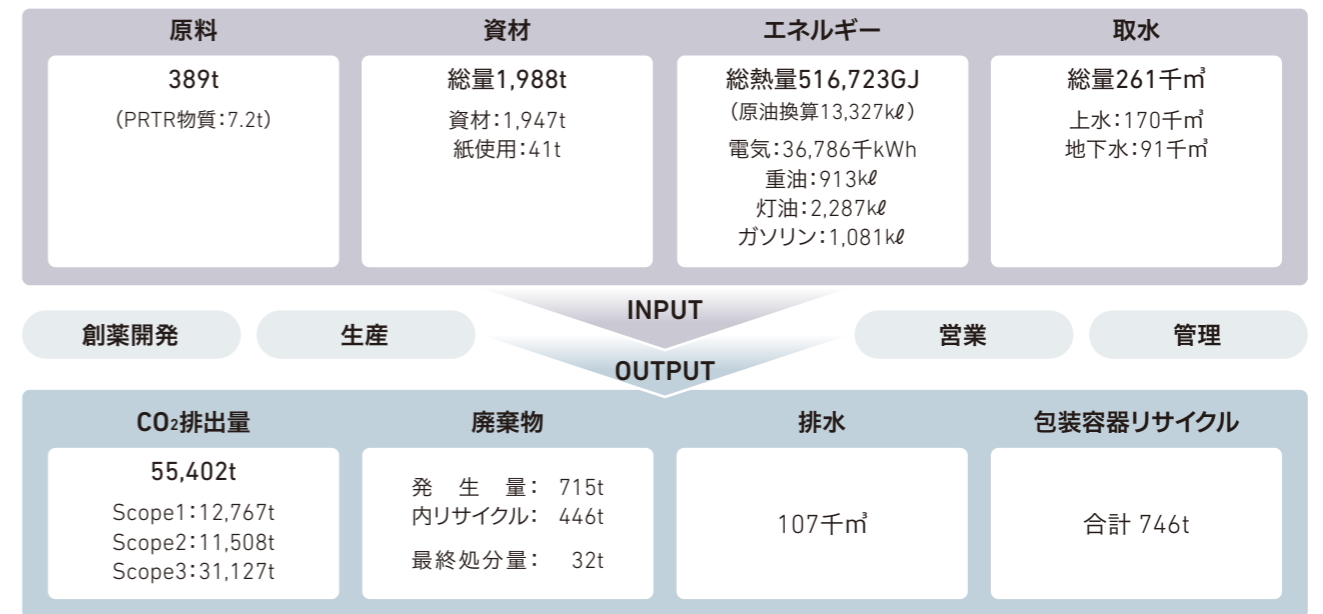 原料
389t
(PRTR物質:7.2t)
資材
総量1,988t
資材:1,947t
紙使用:41t
エネルギー
総熱量516,723GJ
(原油換算13,327kℓ)
電気:36,786千kWh
重油:913kℓ
灯油:2,287kℓ
ガソリン:1,081kℓ
取水
総量261千㎥
上水:170千㎥
地下水:91千㎥
INPUT
創薬開発
生産
営業
管理
OUTPUT
CO₂排出量
55,402t
Scope1:12,767t
Scope2:11,508t
Scope3:31,127t
廃棄物
発生量: 715t
内リサイクル: 446t
最終処分量: 32t
排水
107千㎥
包装容器リサイクル
合計 746t